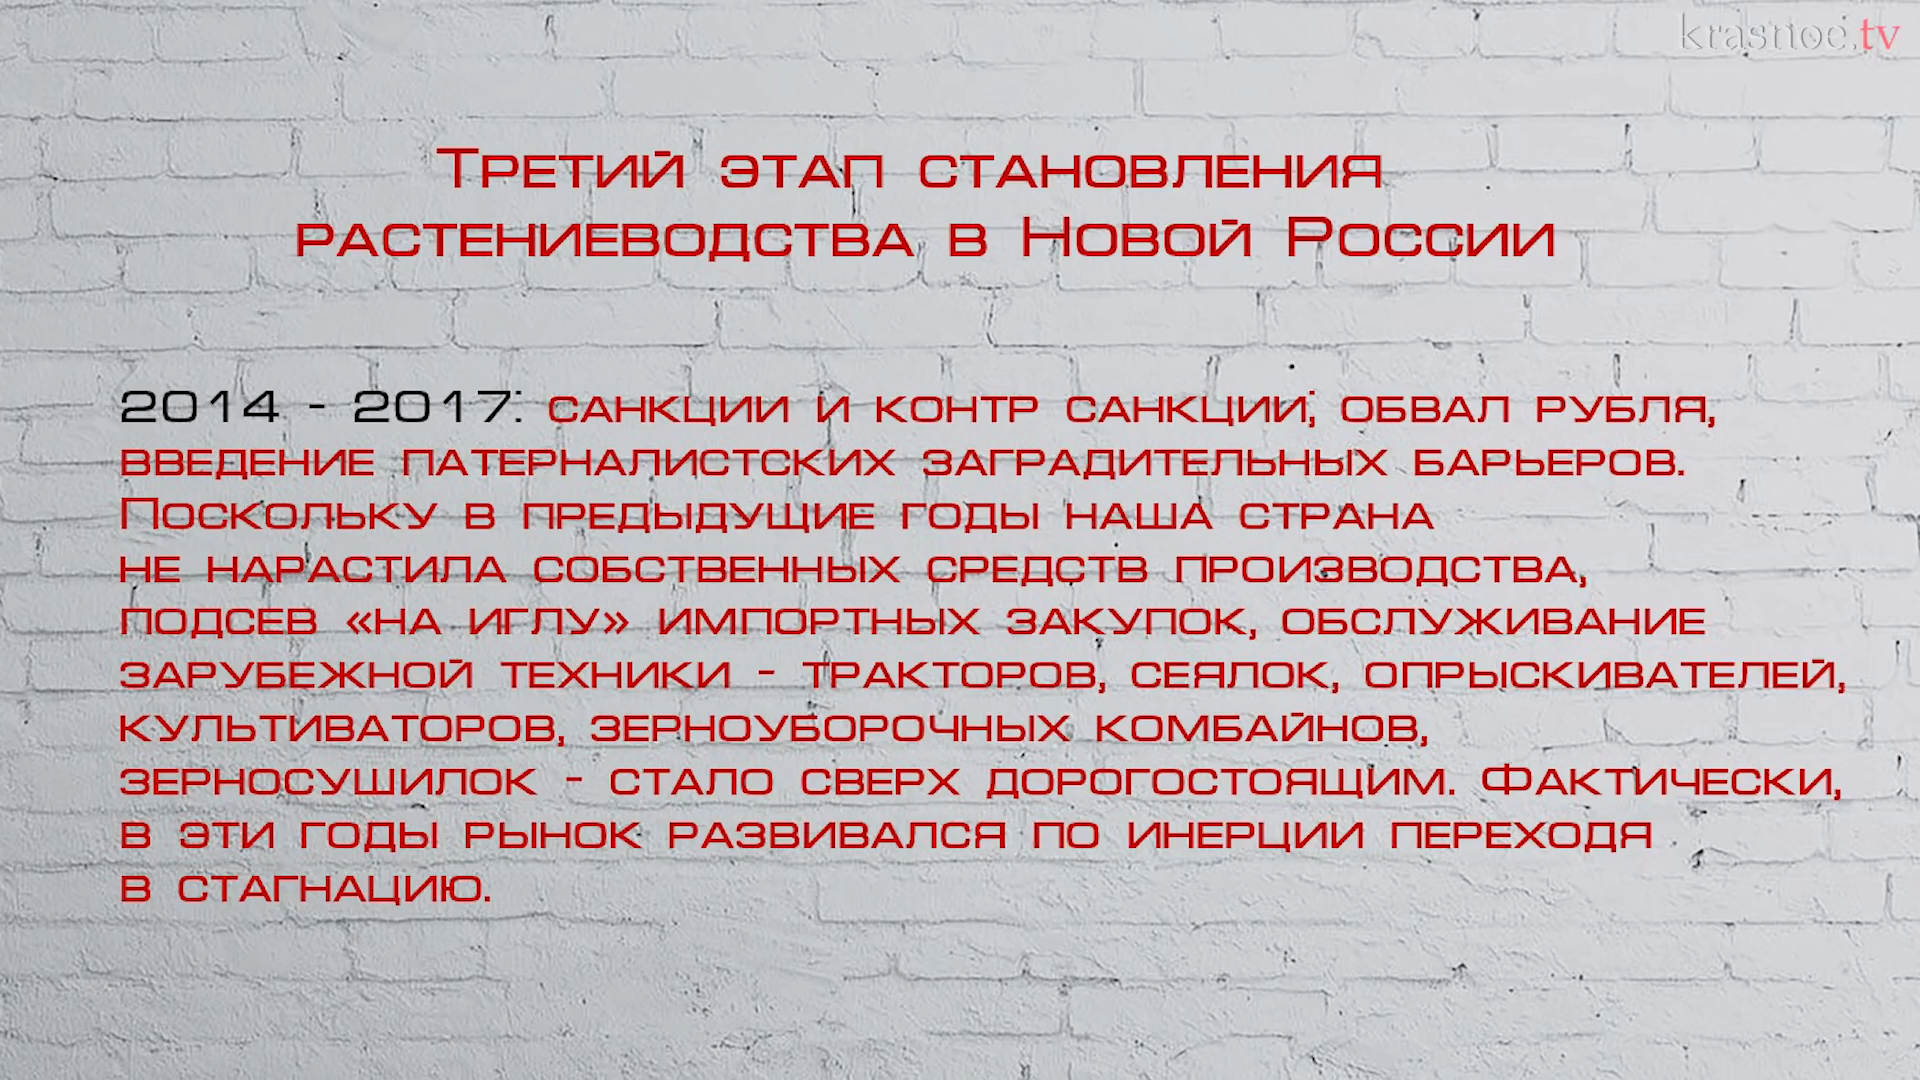 krasnoe.tv
Третий этап становления
растениеводства в Новой России
2014 - 2017: санкции и контр санкции; обвал рубля,
введение патерналистских заградительных барьеров.
Поскольку в предыдущие годы наша страна
не нарастила собственных средств производства,
подсев «на иглу» импортных закупок, обслуживание
зарубежной техники - тракторов, сеялок, опрыскивателей,
культиваторов, зерноуборочных комбайнов,
зерносушилок - стало сверх дорогостоящим. Фактически,
в эти годы рынок развивался по инерции переходя
в стагнацию.